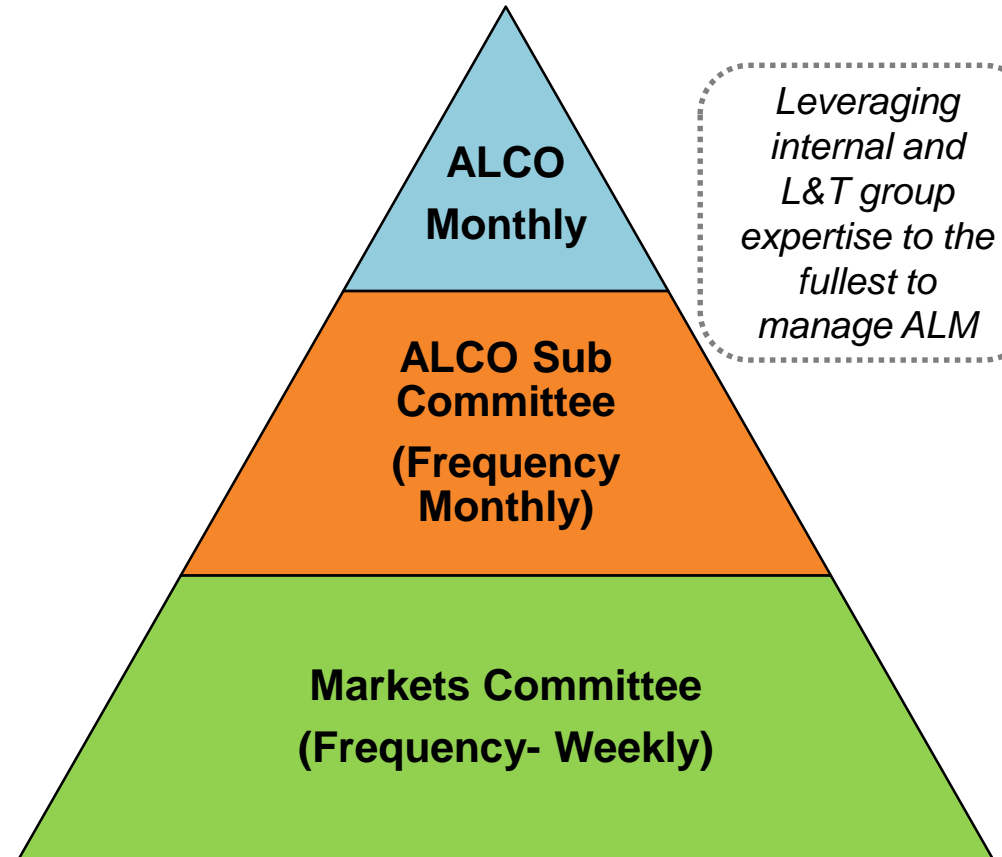 ALCO
Monthly
Leveraging
internal and
L&T group
expertise to the
fullest to
manage ALM
ALCO Sub
Committee
(Frequency
Monthly)
Markets Committee
(Frequency- Weekly)